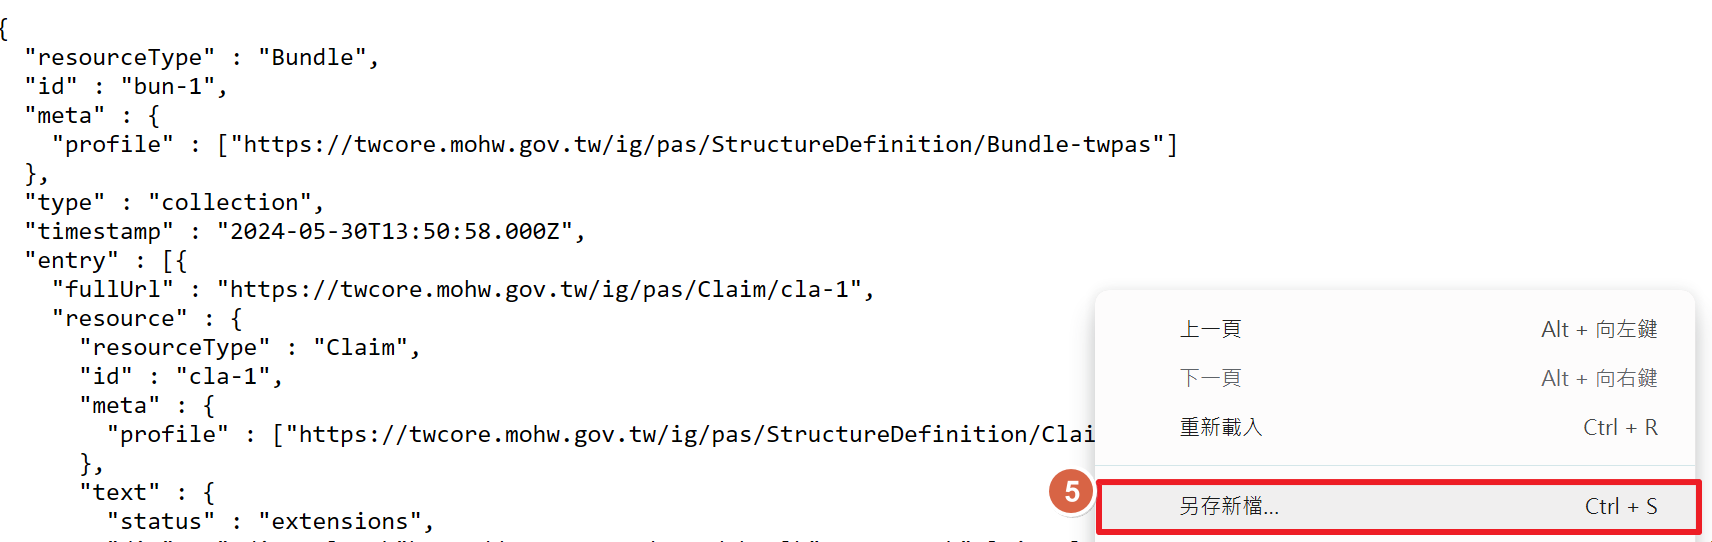 {
  "resourceType" : "Bundle",
  "id" : "bun-1",
  "meta" : {
    "profile" : ["https://twcore.mohw.gov.tw/ig/pas/StructureDefinition/Bundle-twpas"]
  },
  "type" : "collection",
  "timestamp" : "2024-05-30T13:50:58.000Z",
  "entry" : [{
    "fullUrl" : "https://twcore.mohw.gov.tw/ig/pas/Claim/cla-1",
    "resource" : {
      "resourceType" : "Claim",
      "id" : "cla-1",
      "meta" : {
        "profile" : ["https://twcore.mohw.gov.tw/ig/pas/StructureDefinition/Clai
      },
      "text" : {
        "status" : "extensions",
上一頁 Alt + 向左鍵
下一頁 Alt + 向右鍵
重新載入 Ctrl + R
5
另存新檔... Ctrl + S